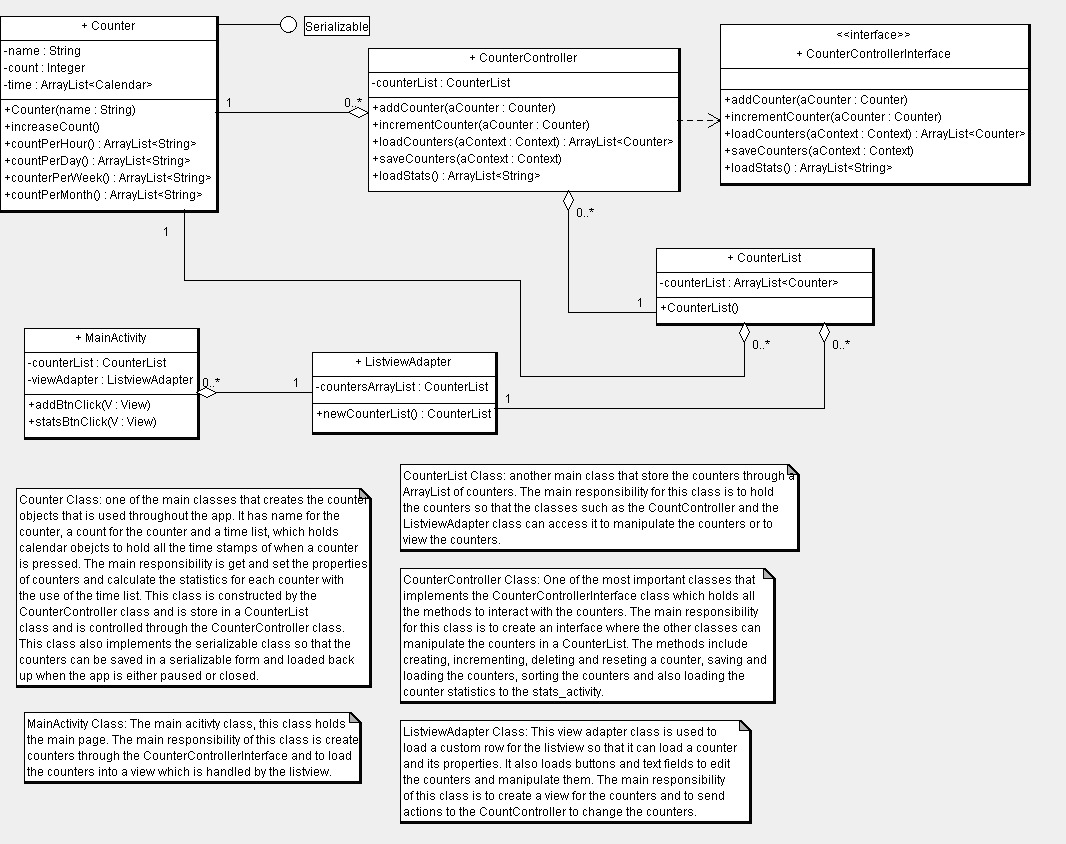 + Counter
-name : String
-count : Integer
-time : ArrayList<Calendar>
+Counter(name : String)
+increaseCount()
+countPerHour() : ArrayList<String>
+countPerDay() : ArrayList<String>
+counterPerWeek() : ArrayList<String>
+countPerMonth() : ArrayList<String>
Serializable
1
0..*
+ CounterController
-counterList : CounterList
+addCounter(aCounter : Counter)
+incrementCounter(aCounter : Counter)
+loadCounters(aContext : Context) : ArrayList<Counter>
+saveCounters(aContext : Context)
+loadStats() : ArrayList<String>
<<interface>>
+ CounterControllerInterface
+addCounter(aCounter : Counter)
+incrementCounter(aCounter : Counter)
+loadCounters(aContext : Context) : ArrayList<Counter>
+saveCounters(aContext : Context)
+loadStats() : ArrayList<String>
0..*
1
1
+ CounterList
-counterList : ArrayList<Counter>
+CounterList()
0..*
0..*
+ MainActivity
-counterList : CounterList
-viewAdapter : ListviewAdapter
+addBtnClick(V : View)
+statsBtnClick(V : View)
0..*
1
+ ListviewAdapter
-countersArrayList : CounterList
+newCounterList() : CounterList
1
Counter Class: one of the main classes that creates the counter
objects that is used throughout the app. It has name for the
counter, a count for the counter and a time list, which holds
calendar obejcts to hold all the time stamps of when a counter
is pressed. The main responsibility is get and set the properties
of counters and calculate the statistics for each counter with
the use of the time list. This class is constructed by the
CounterController class and is store in a CounterList
class and is controlled through the CounterController class.
This class also implements the serializable class so that the
counters can be saved in a serializable form and loaded back
up when the app is either paused or closed.
MainActivity Class: The main acitivty class, this class holds
the main page. The main responsibility of this class is create
counters through the CounterControllerInterface and to load
the counters into a view which is handled by the listview.
CounterList Class: another main class that store the counters through a
ArrayList of counters. The main responsibility for this class is to hold
the counters so that the classes such as the CountController and the
ListviewAdapter class can access it to manipulate the counters or to
view the counters.
CounterController Class: One of the most important classes that
implements the CounterControllerInterface class which holds all
the methods to interact with the counters. The main responsibility
for this class is to create an interface where the other classes can
manipulate the counters in a CounterList. The methods include
creating, incrementing, deleting and reseting a counter, saving and
loading the counters, sorting the counters and also loading the
counter statistics to the stats_activity.
ListviewAdapter Class: This view adapter class is used to
load a custom row for the listview so that it can load a counter
and its properties. It also loads buttons and text fields to edit
the counters and manipulate them. The main responsibility
of this class is to create a view for the counters and to send
actions to the CountController to change the counters.